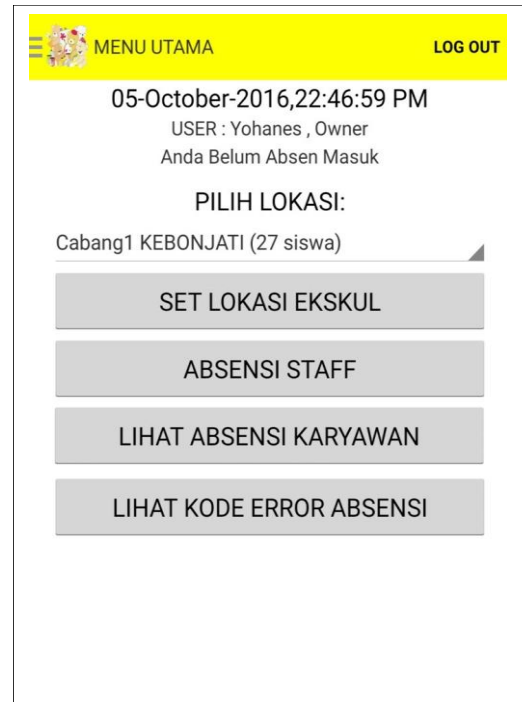 MENU UTAMA LOG OUT
05-October-2016,22:46:59 PM
USER : Yohanes , Owner
Anda Belum Absen Masuk
PILIH LOKASI:
Cabang1 KEBONJATI (27 siswa)
SET LOKASI EKSKUL
ABSENSI STAFF
LIHAT ABSENSI KARYAWAN
LIHAT KODE ERROR ABSENSI